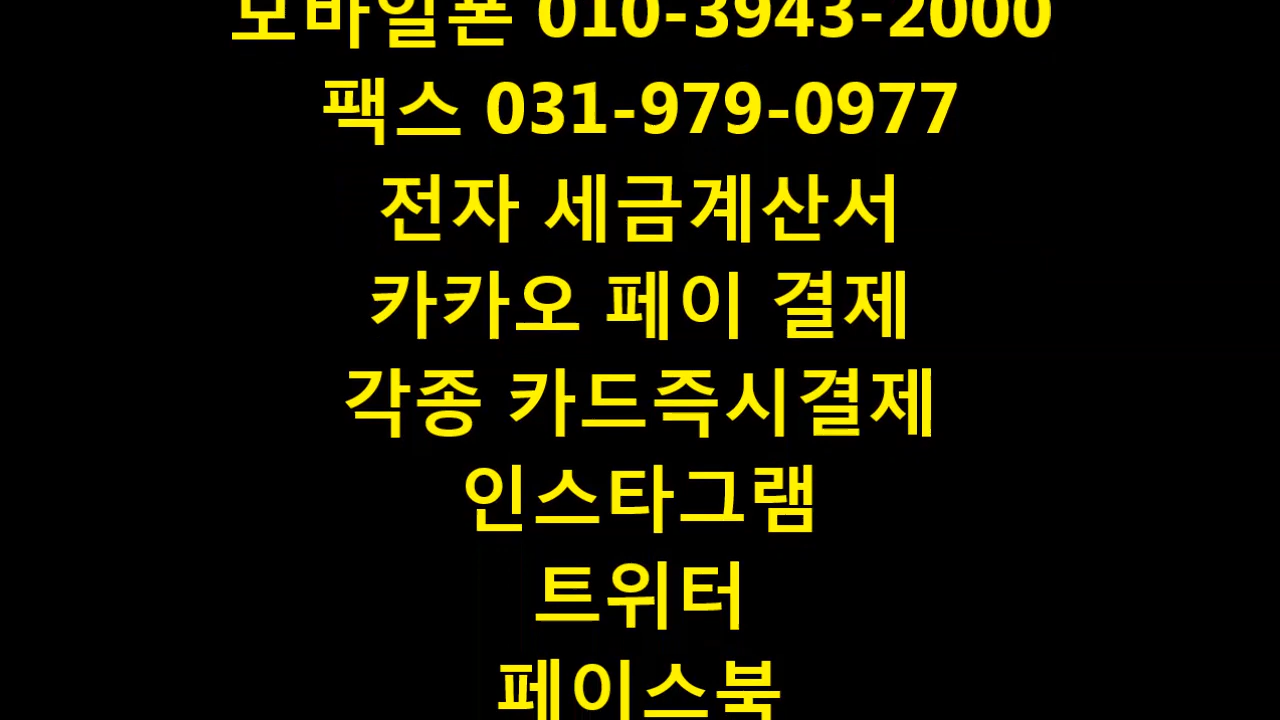 모바일폰 010-3943-2000
팩스 031-979-0977
전자 세금계산서
카카오 페이 결제
각종 카드즉시결제
인스타그램
트위터
페이스북